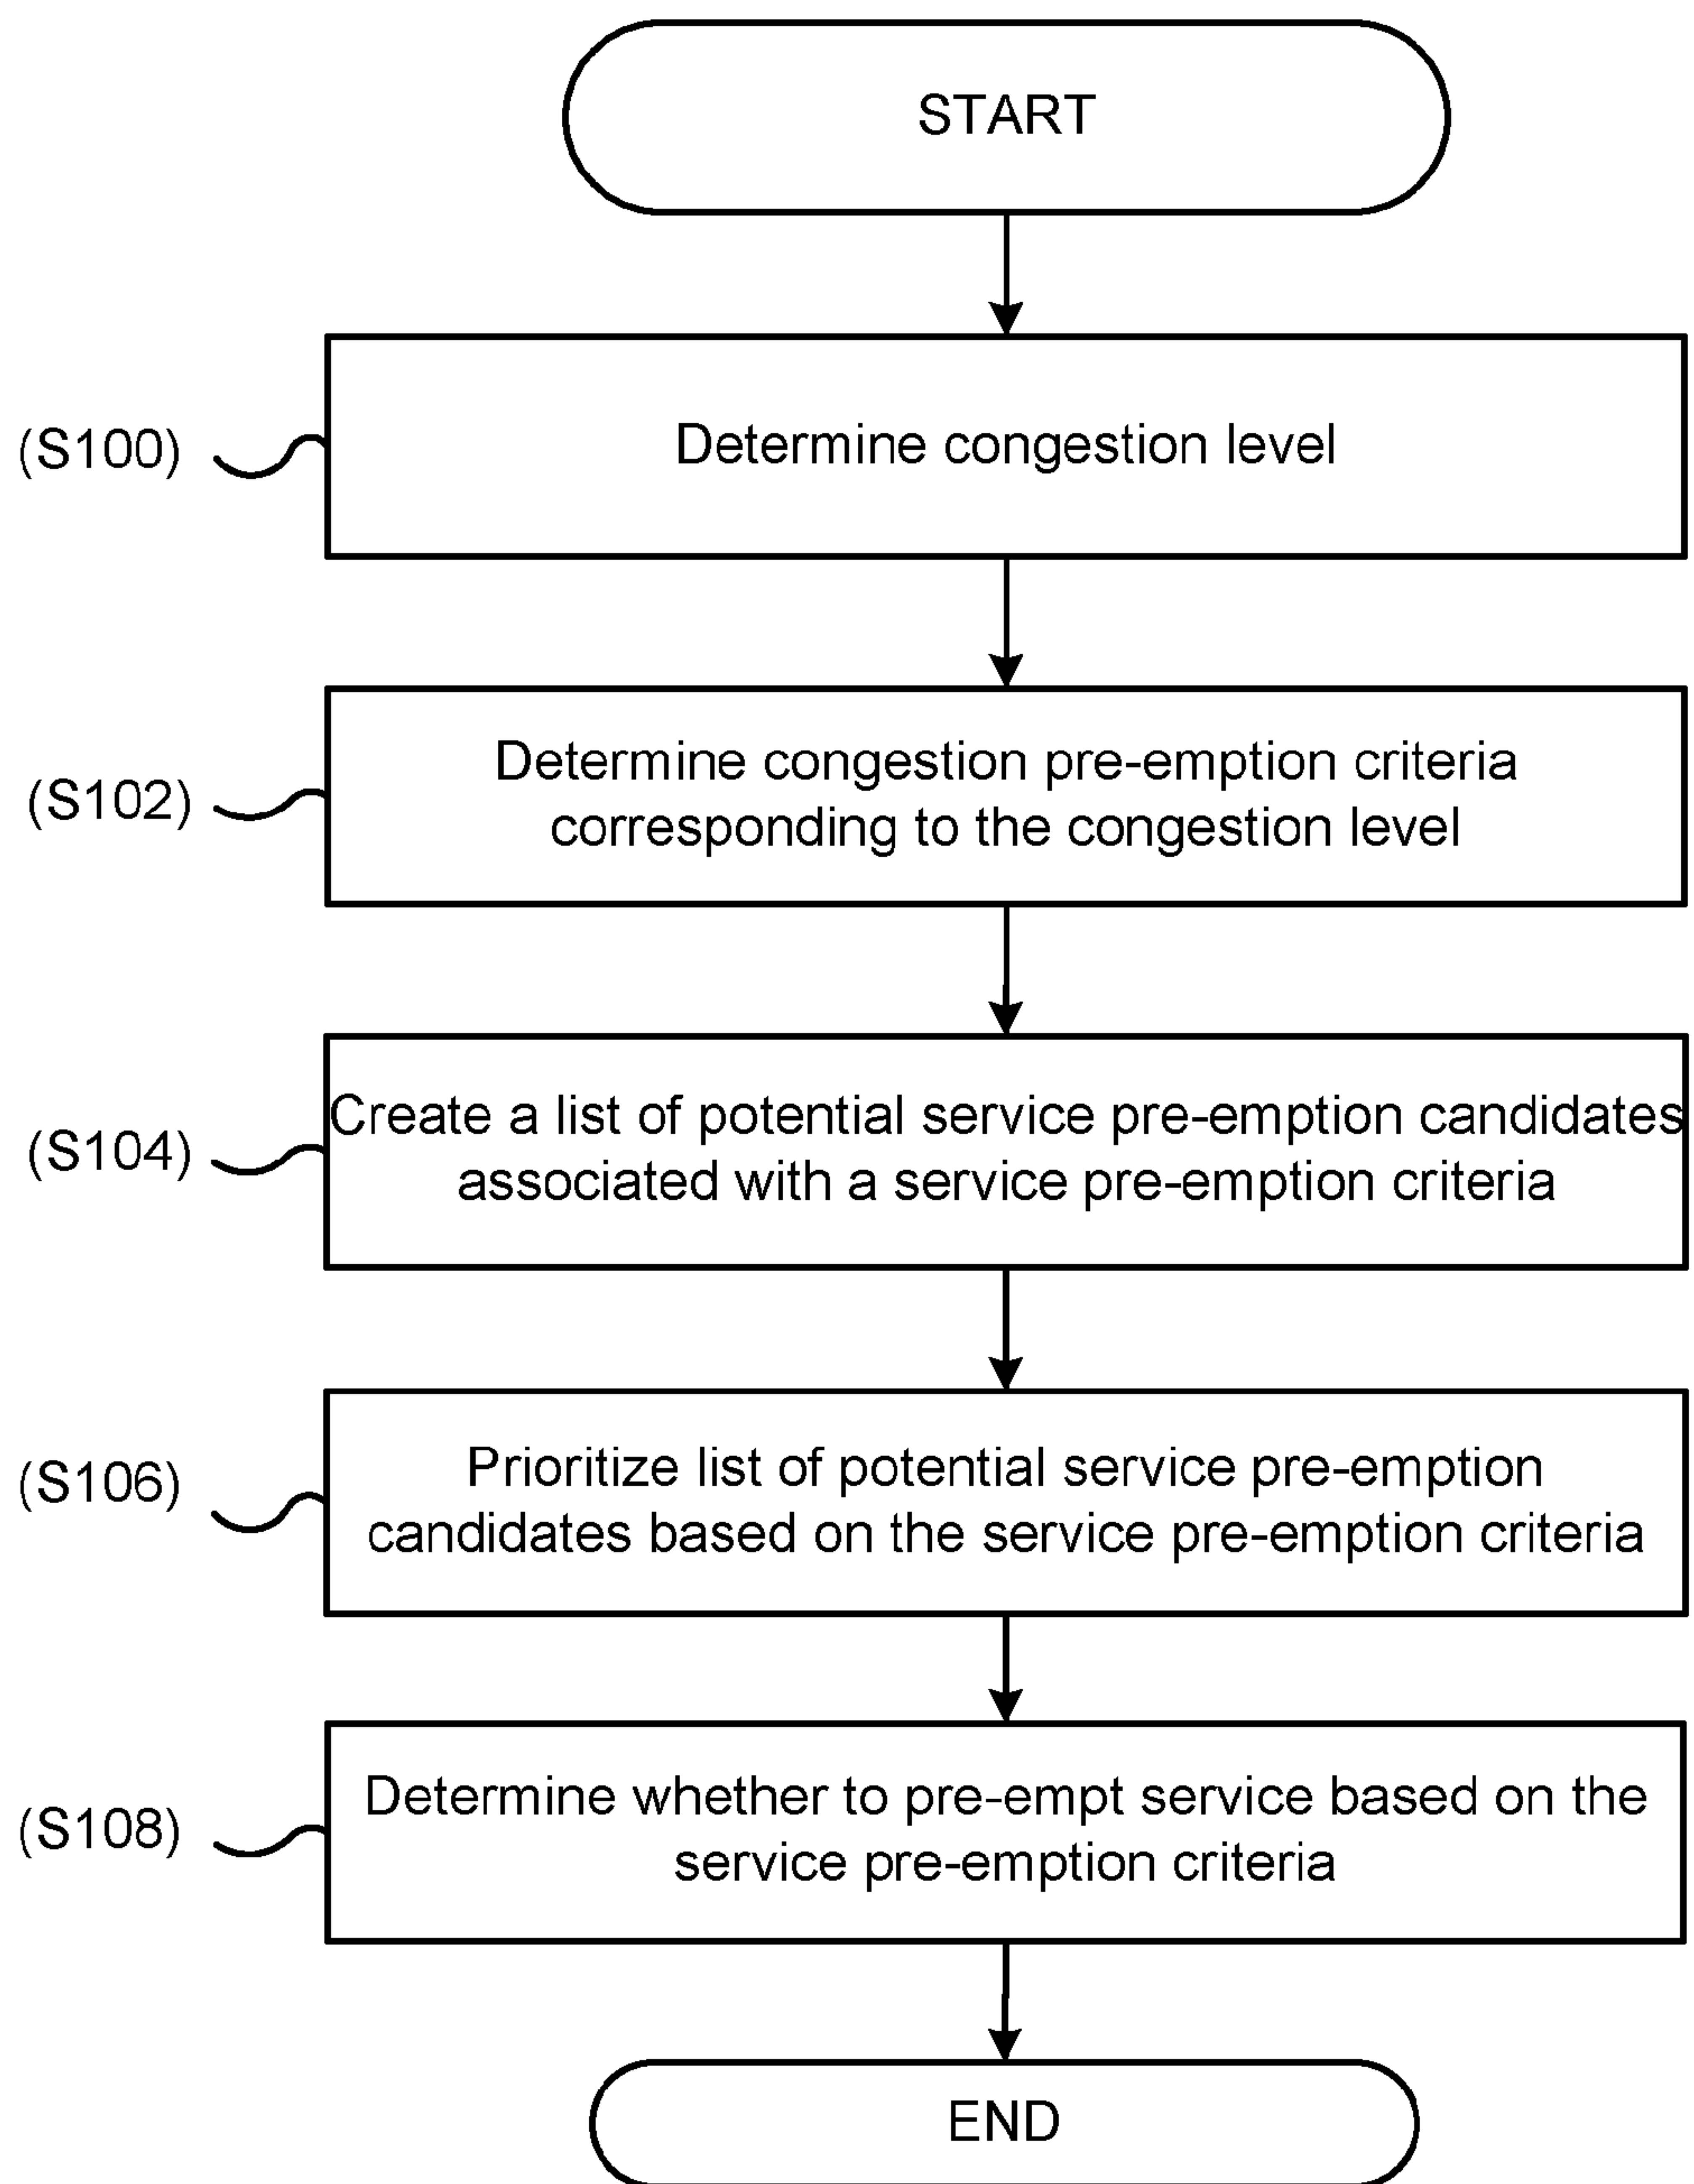 START
(S100)
Determine congestion level
(S102)
Determine congestion pre-emption criteria
corresponding to the congestion level
(S104)
Create a list of potential service pre-emption candidates
associated with a service pre-emption criteria
(S106)
Prioritize list of potential service pre-emption
candidates based on the service pre-emption criteria
(S108)
Determine whether to pre-empt service based on the
service pre-emption criteria
END